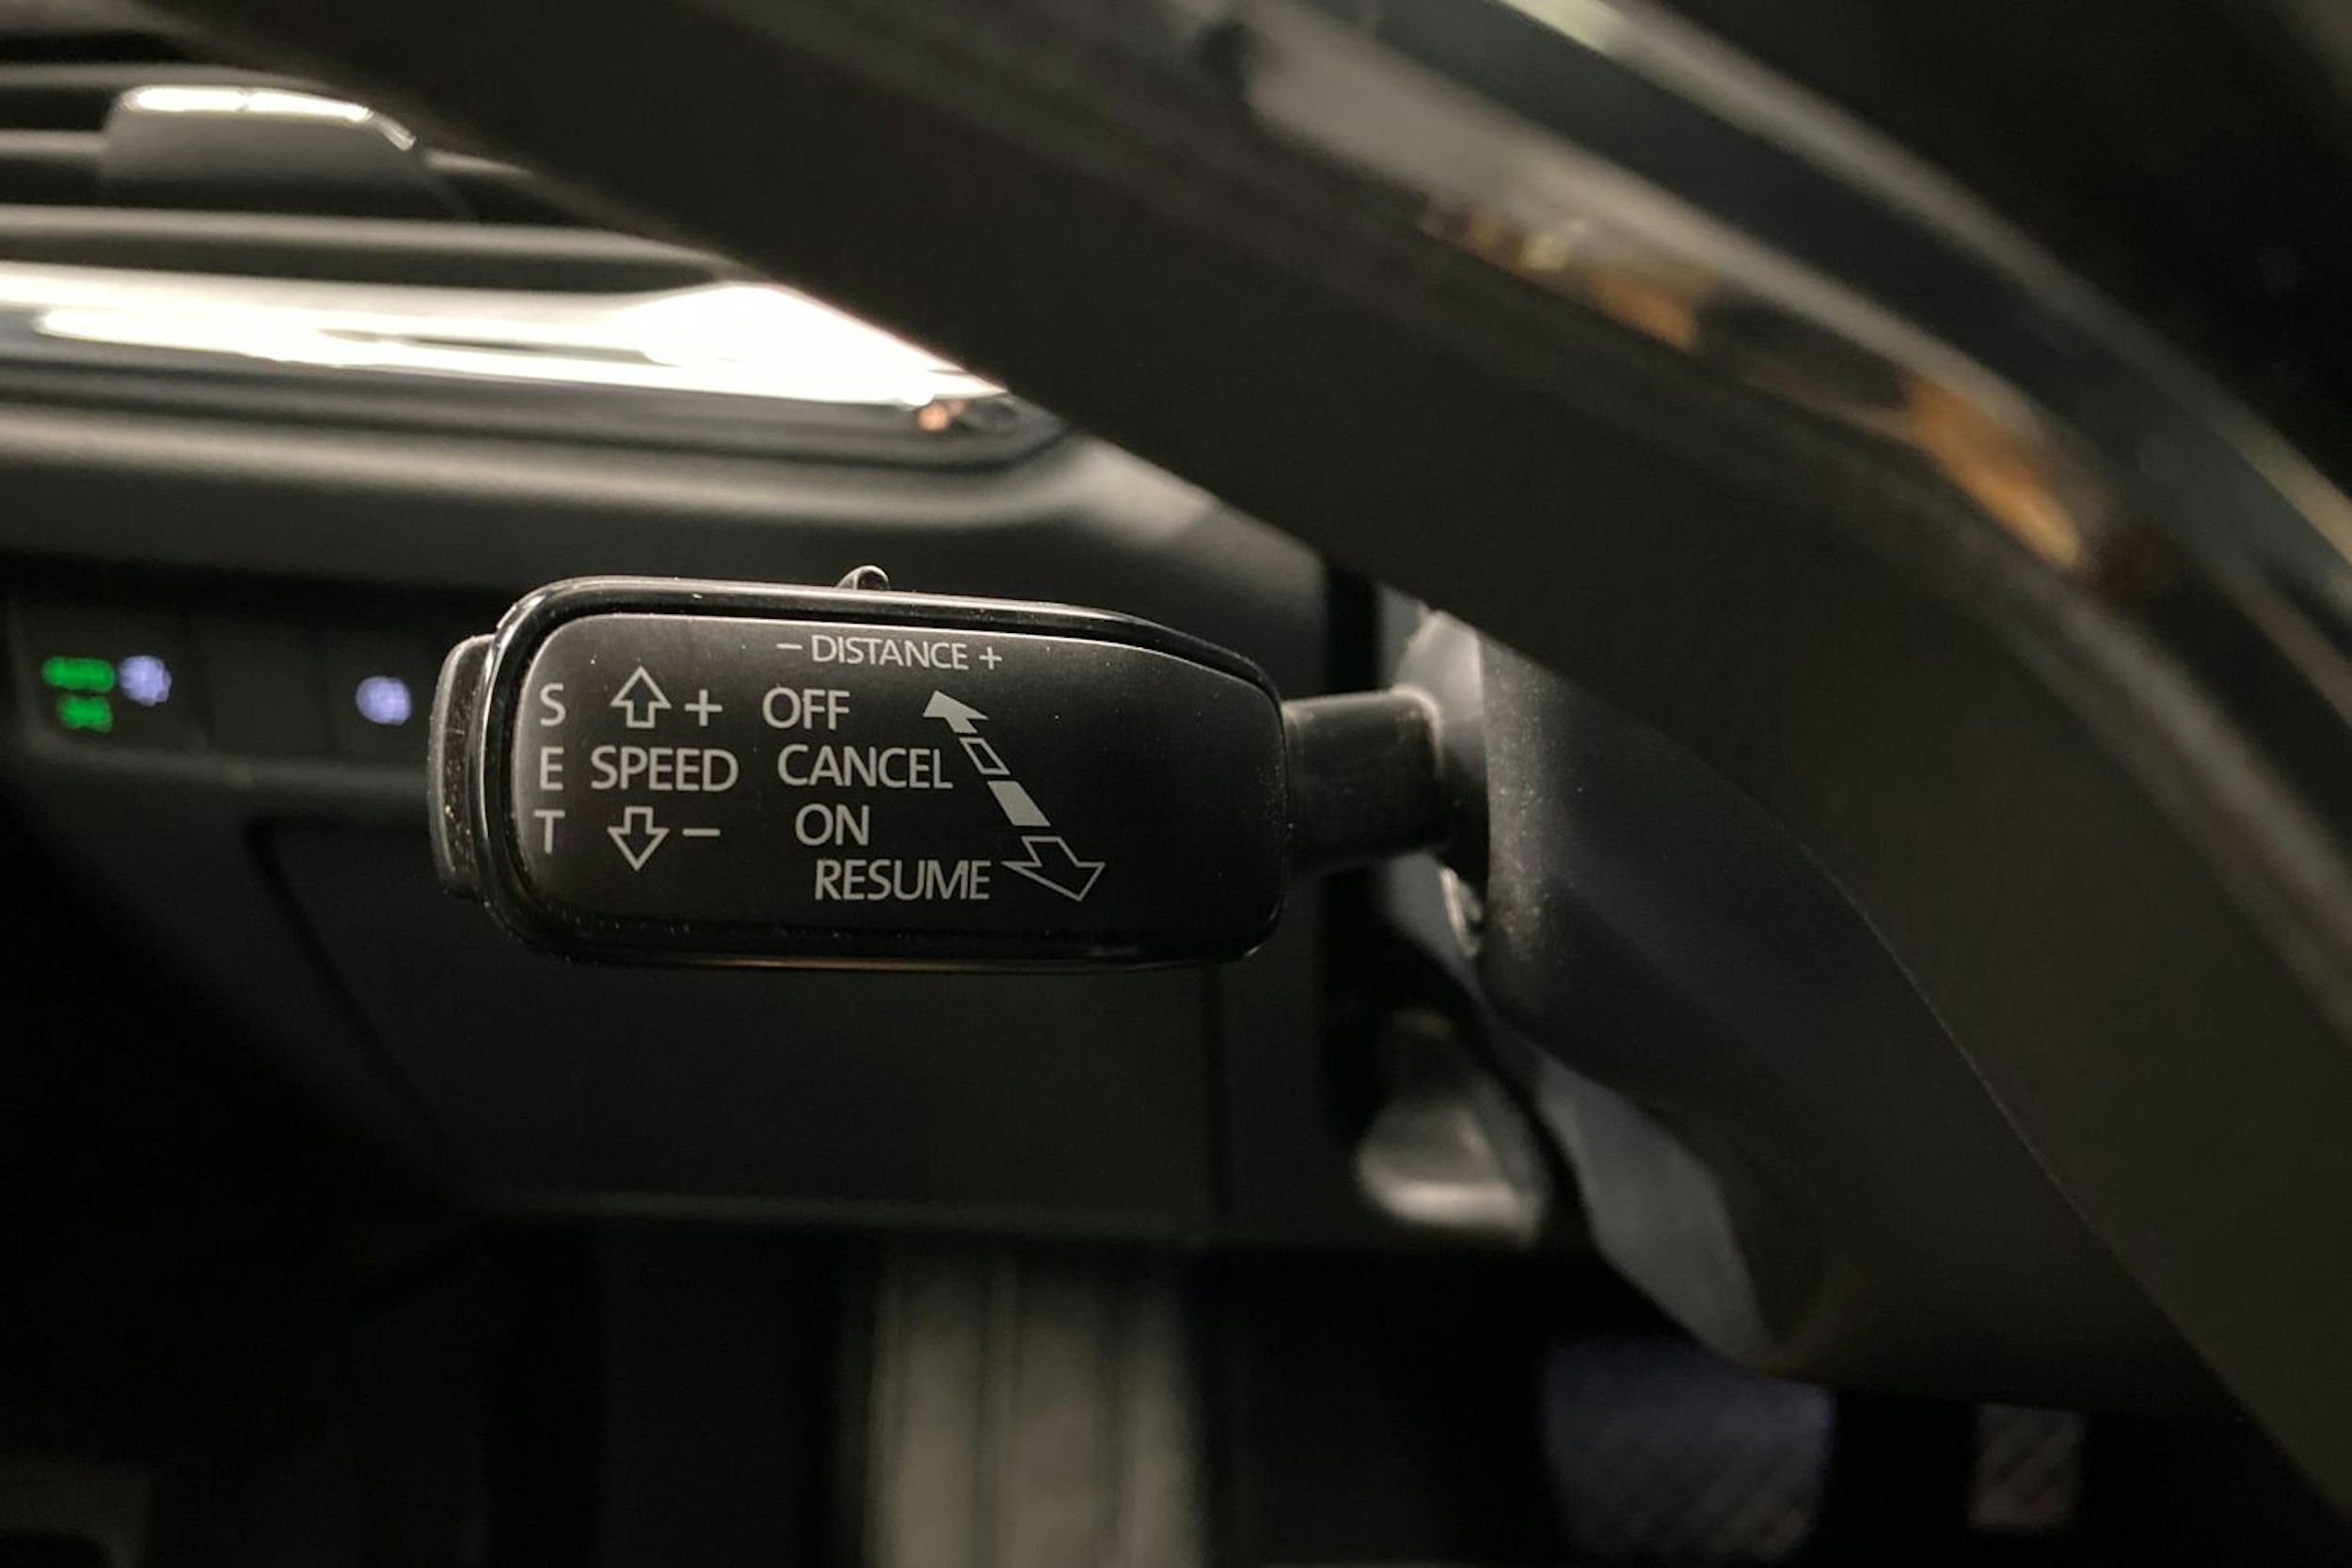 - DISTANCE +
S + OFF
E SPEED CANCEL
T - ON
RESUME